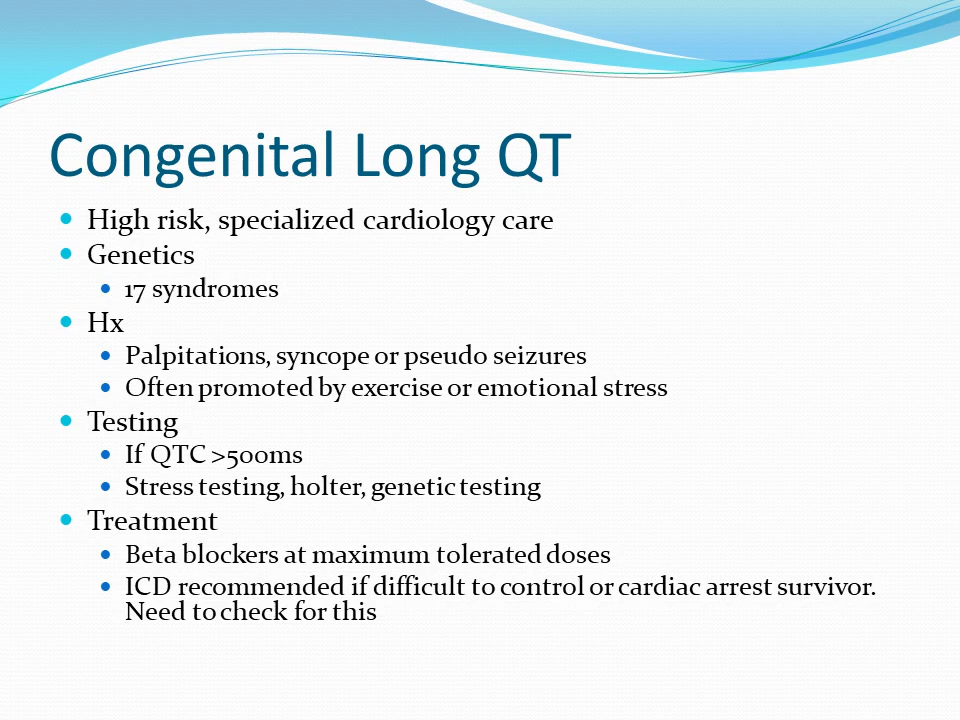 Congenital Long QT
High risk, specialized cardiology care
Genetics
17 syndromes
Hx
Palpitations, syncope or pseudo seizures
Often promoted by exercise or emotional stress
Testing
If QTC >500ms
Stress testing, holter, genetic testing
Treatment
Beta blockers at maximum tolerated doses
ICD recommended if difficult to control or cardiac arrest survivor.
Need to check for this